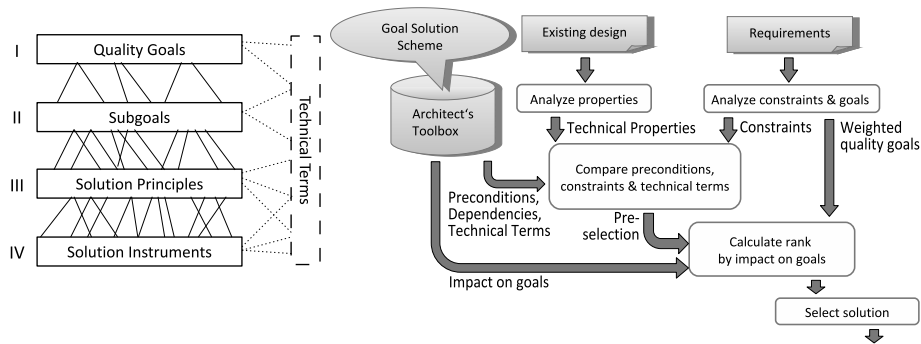 I
Quality Goals
II
Subgoals
III
Solution Principles
IV
Solution Instruments
Technical Terms
Goal Solution
Scheme
Architect's
Toolbox
Existing design
Requirements
Analyze properties
Analyze constraints & goals
Technical Properties
Constraints
Weighted
quality goals
Compare preconditions,
constraints & technical terms
Preconditions,
Dependencies,
Technical Terms
Pre-
selection
Calculate rank
by impact on goals
Impact on goals
Select solution